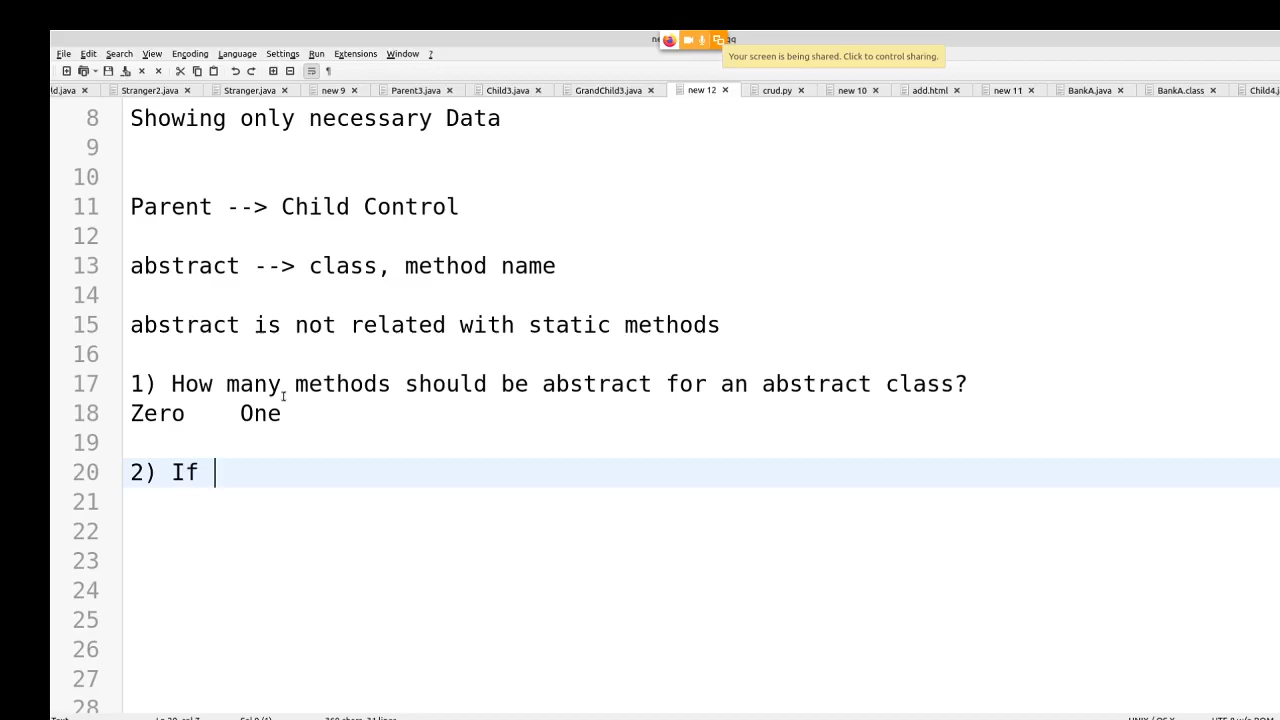 Your screen is being shared. Click to control sharing.
File Edit Search View Encoding Language Settings Run Extensions Window ?
ld.java Stranger2.java Stranger.java new 9 Parent3.java Child3.java GrandChild3.java new 12 crud.py new 10 add.html new 11 BankA.java BankA.class Child4.j
8 Showing only necessary Data
9
10
11 Parent --> Child Control
12
13 abstract --> class, method name
14
15 abstract is not related with static methods
16
17 1) How many methods should be abstract for an abstract class?
18 Zero One
19
20 2) If
21
22
23
24
25
26
27
28